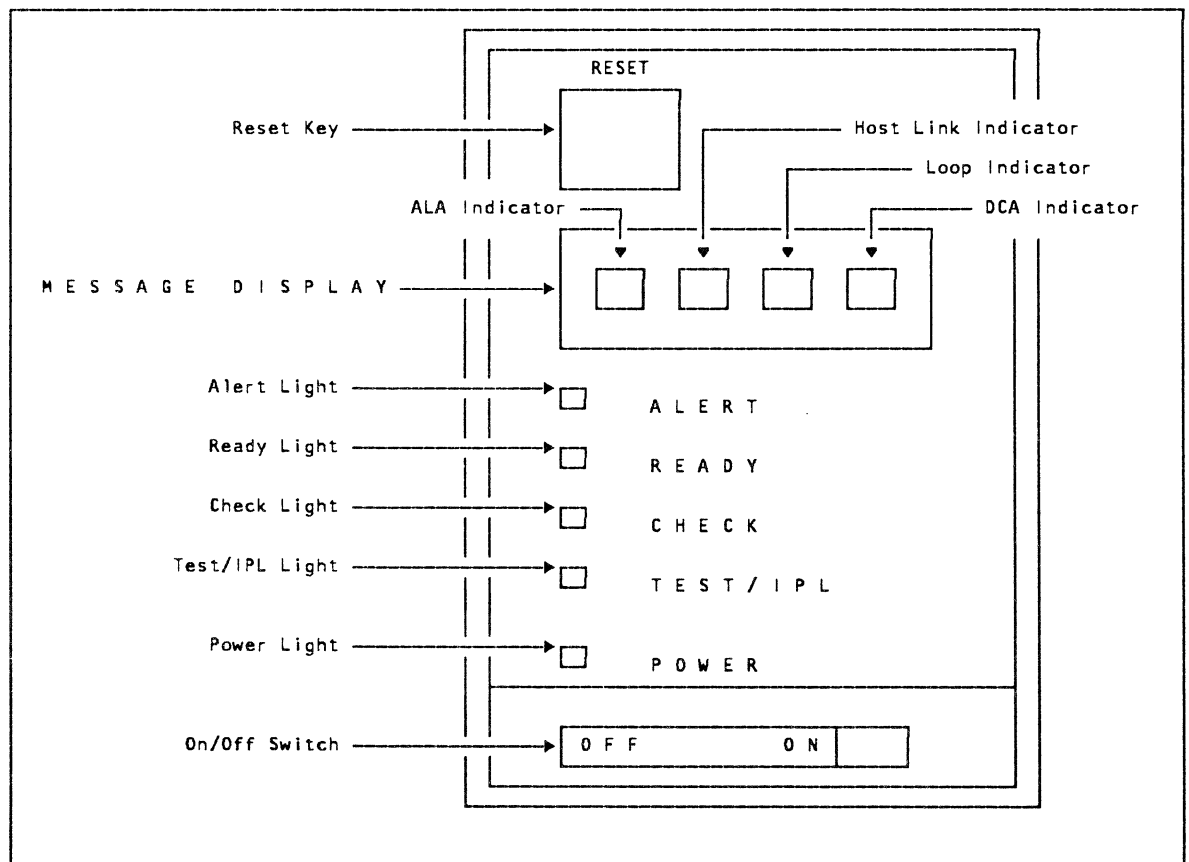 RESET
Reset Key
Host Link Indicator
Loop Indicator
ALA Indicator
DCA Indicator
MESSAGE DISPLAY
Alert Light
ALERT
Ready Light
READY
Check Light
CHECK
Test/IPL Light
TEST/IPL
Power Light
POWER
On/Off Switch
OFF ON